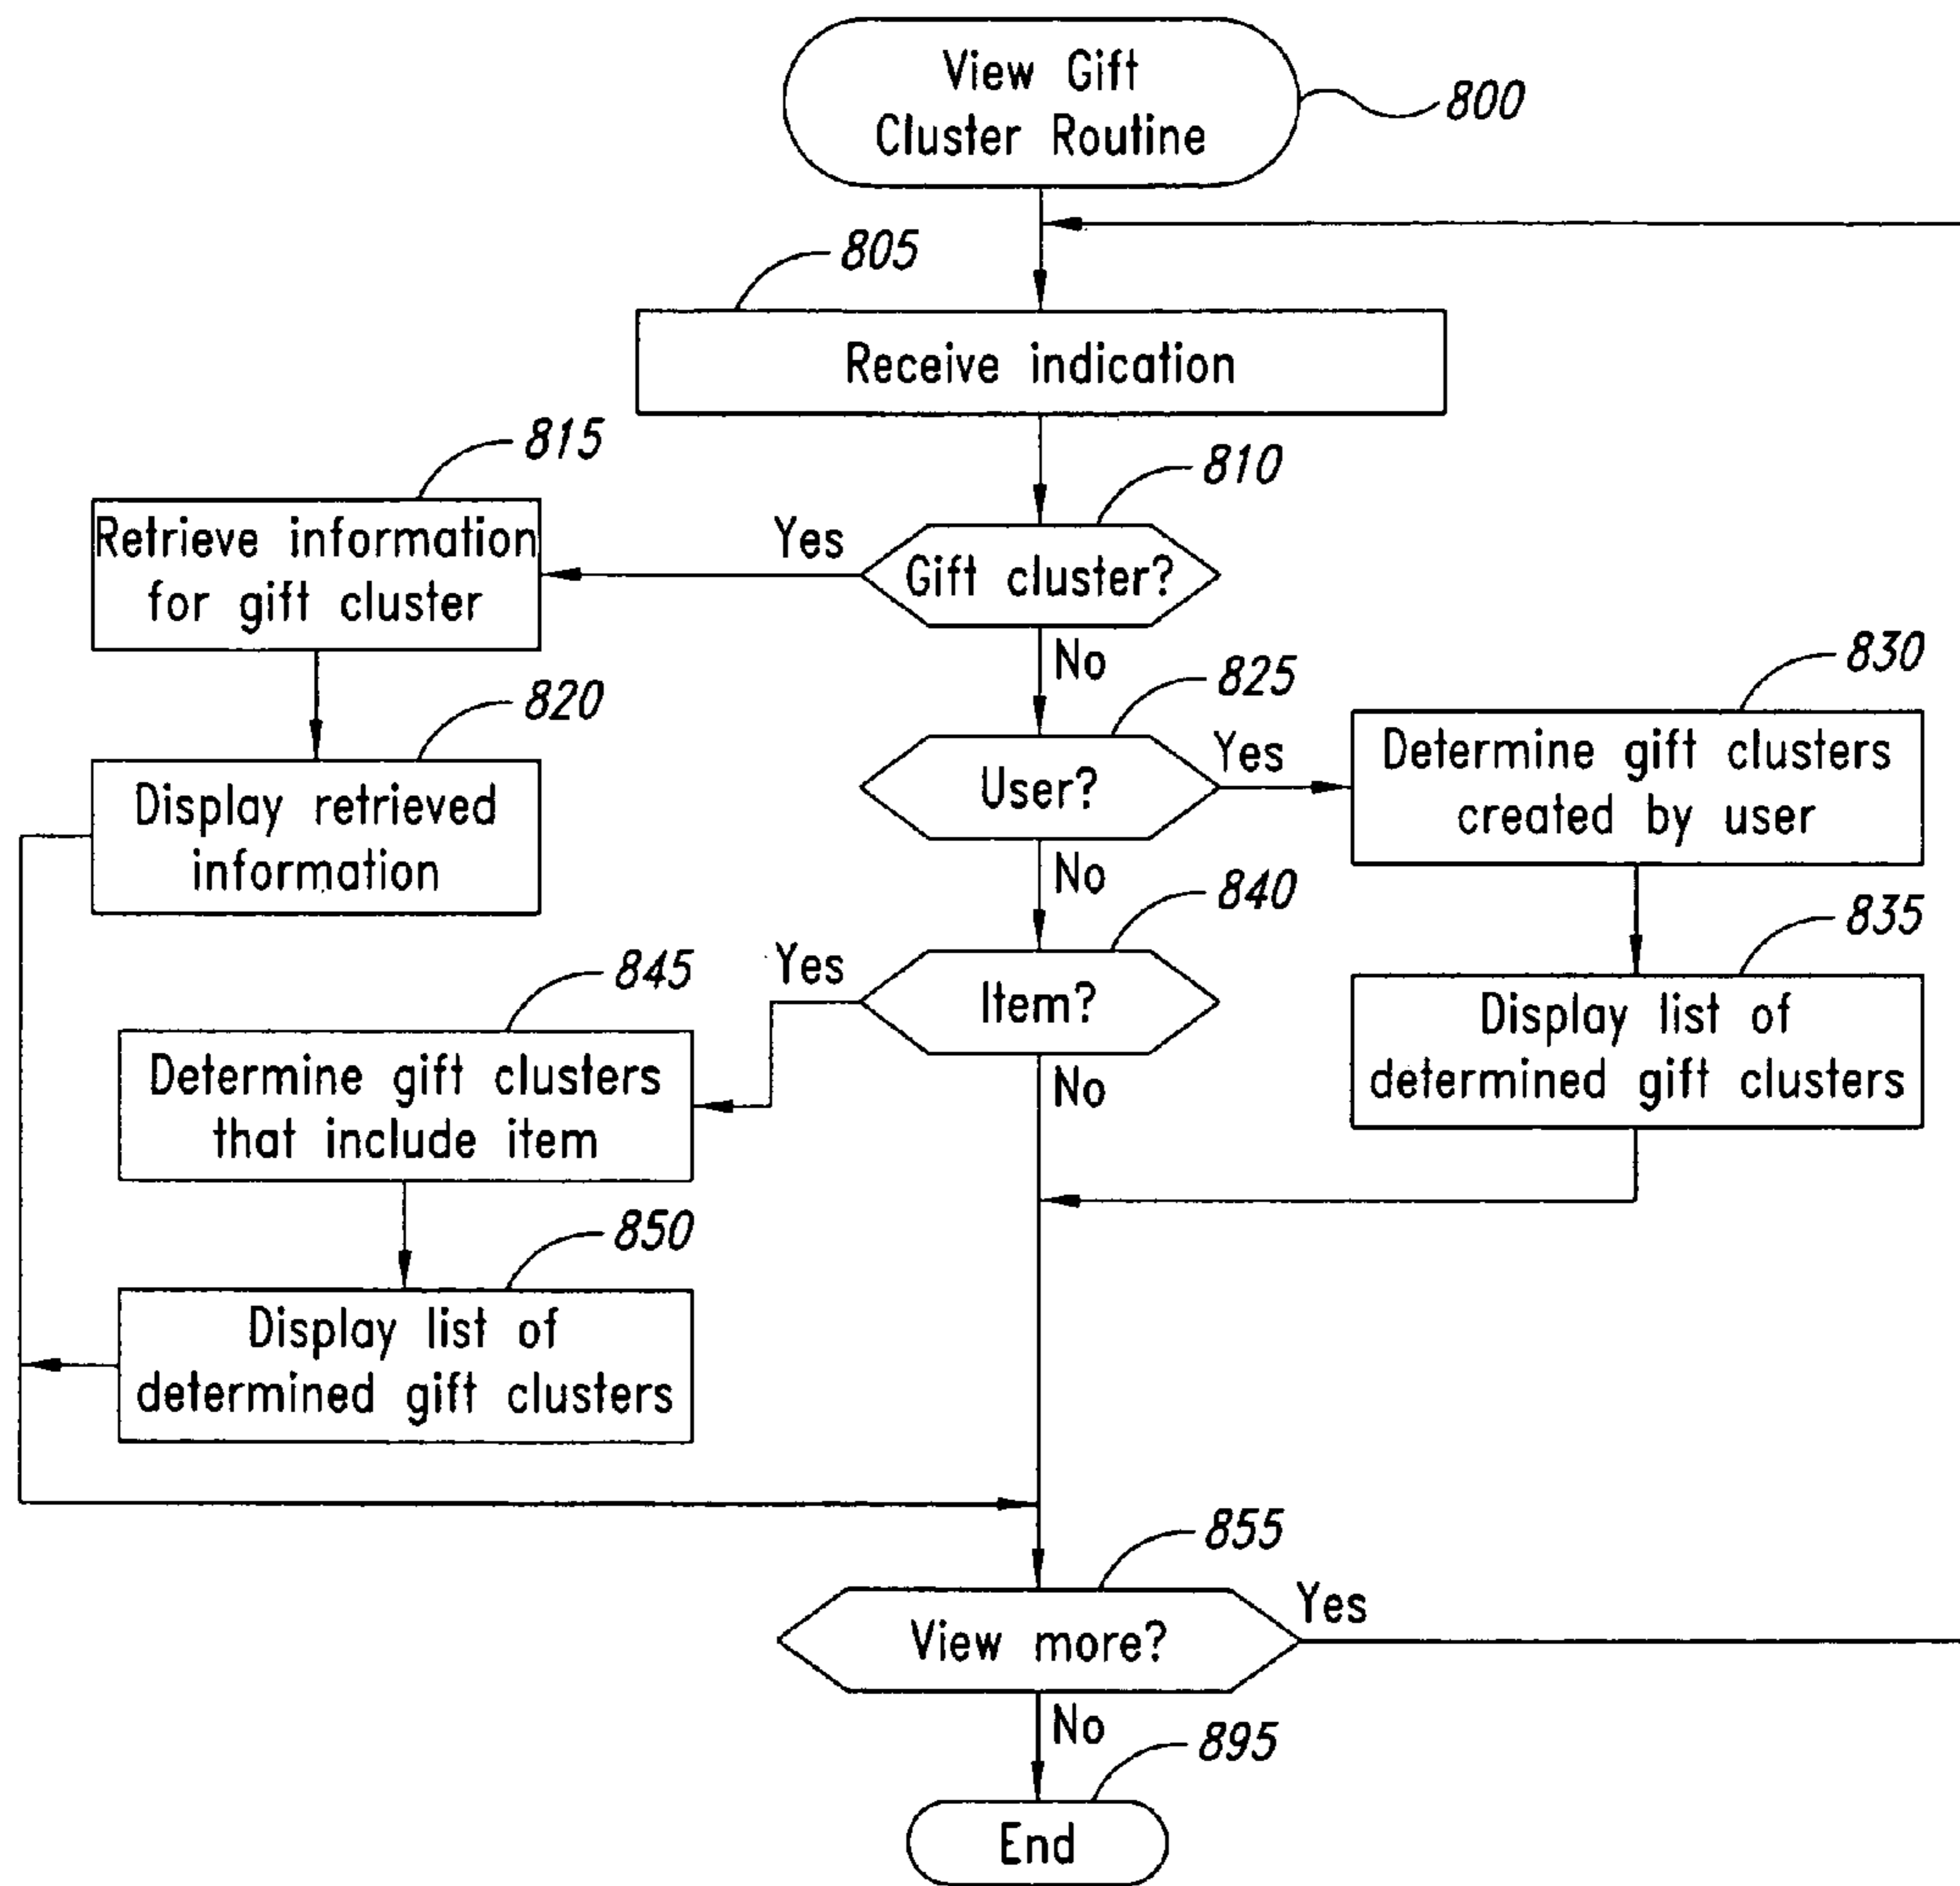 View Gift
Cluster Routine
800
805
Receive indication
815
810
Retrieve information
for gift cluster
Yes
Gift cluster?
No
820
825
830
Display retrieved
information
User?
Yes
Determine gift clusters
created by user
No
840
835
845
Yes
Item?
Display list of
determined gift clusters
Determine gift clusters
that include item
No
850
Display list of
determined gift clusters
855
View more?
Yes
No
895
End